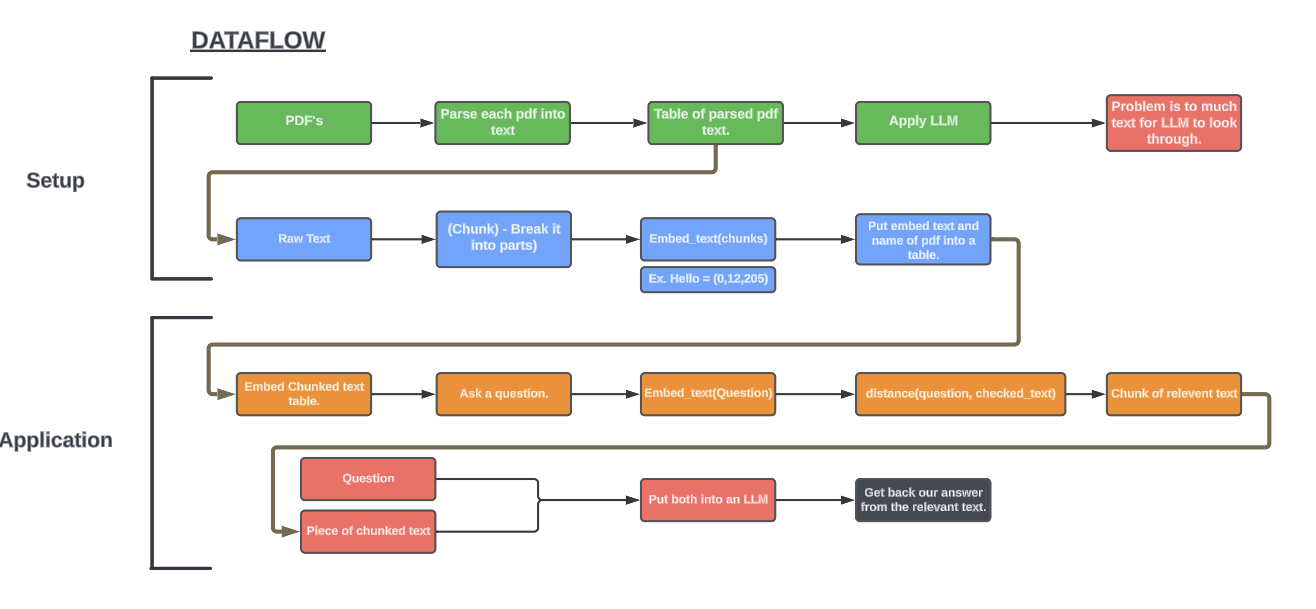 DATAFLOW
Setup
PDF's
Parse each pdf into
text
Table of parsed pdf
text.
Apply LLM
Problem is to much
text for LLM to look
through.
Raw Text
(Chunk) - Break it
into parts)
Embed_text(chunks)
Ex. Hello = (0,12,205)
Put embed text and
name of pdf into a
table.
Application
Embed Chunked text
table.
Ask a question.
Embed_text(Question)
distance(question, checked_text)
Chunk of relevent text
Question
Piece of chunked text
Put both into an LLM
Get back our answer
from the relevant text.